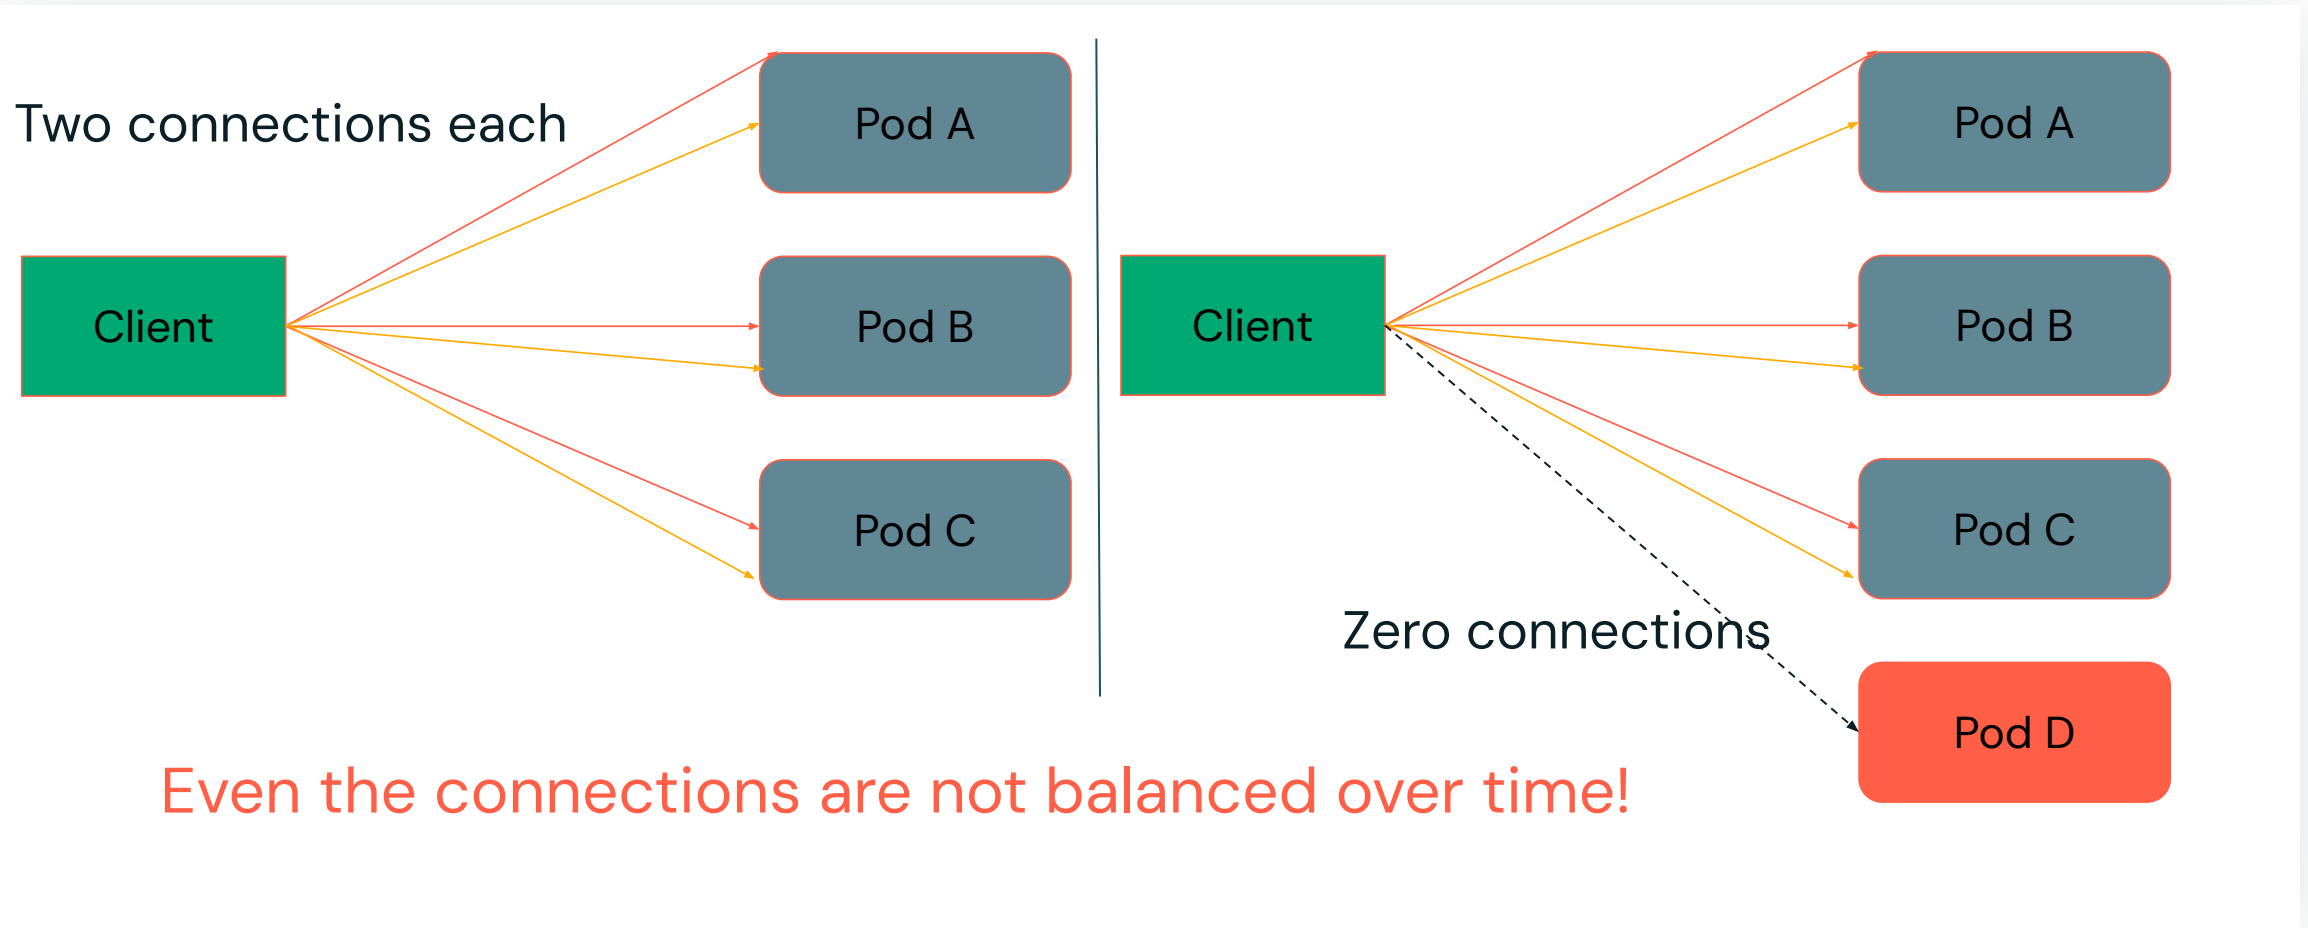 Two connections each
Client
Pod A
Pod B
Pod C
Client
Pod A
Pod B
Pod C
Zero connections
Pod D
Even the connections are not balanced over time!